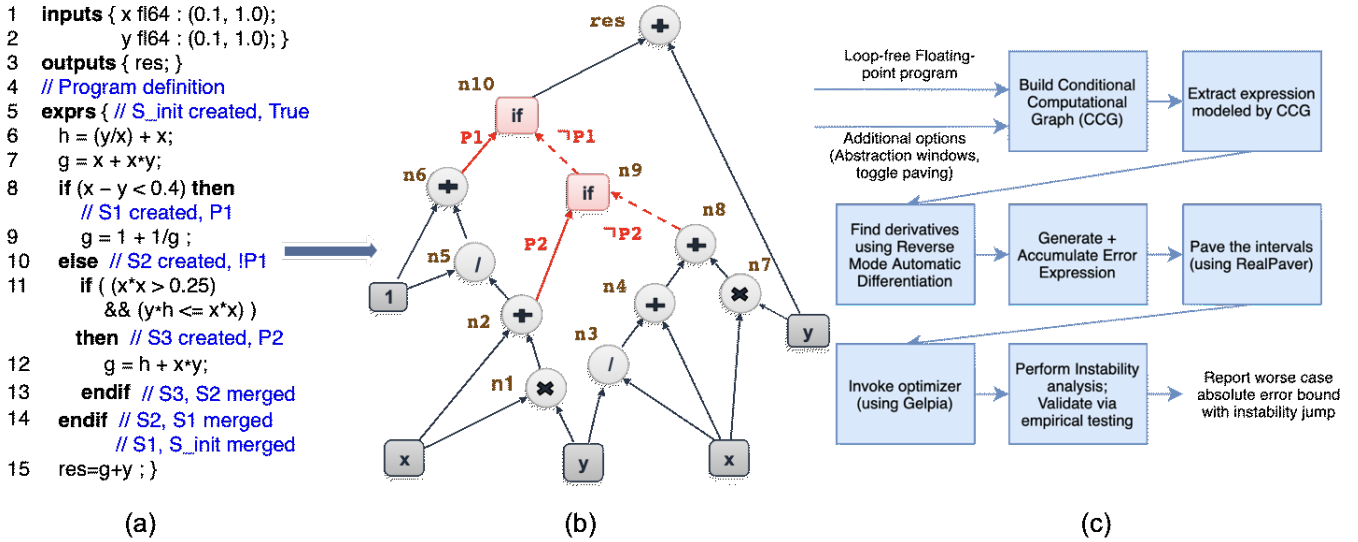 1 inputs { x fl64 : (0.1, 1.0);
2 y fl64 : (0.1, 1.0); }
3 outputs { res; }
4 // Program definition
5 exprs { // S_init created, True
6 h = (y/x) + x;
7 g = x + x*y;
8 if (x − y < 0.4) then
// S1 created, P1
9 g = 1 + 1/g ;
10 else // S2 created, !P1
11 if ( (x*x > 0.25)
&& (y*h <= x*x) )
then // S3 created, P2
12 g = h + x*y;
13 endif // S3, S2 merged
14 endif // S2, S1 merged
// S1, S_init merged
15 res=g+y ; }
(a)
res
+
n10
if
P1
¬P1
n6
+
n9
if
n8
+
P2
¬P2
n5
/
n7
×
1
n4
+
n2
+
y
n3
/
n1
×
x
y
x
(b)
Loop-free Floating-
point program
Additional options
(Abstraction windows,
toggle paving)
Build Conditional
Computational
Graph (CCG)
Extract expression
modeled by CCG
Find derivatives
using Reverse
Mode Automatic
Differentiation
Generate +
Accumulate Error
Expression
Pave the intervals
(using RealPaver)
Invoke optimizer
(using Gelpia)
Perform Instability
analysis;
Validate via
empirical testing
Report worse case
absolute error bound
with instability jump
(c)